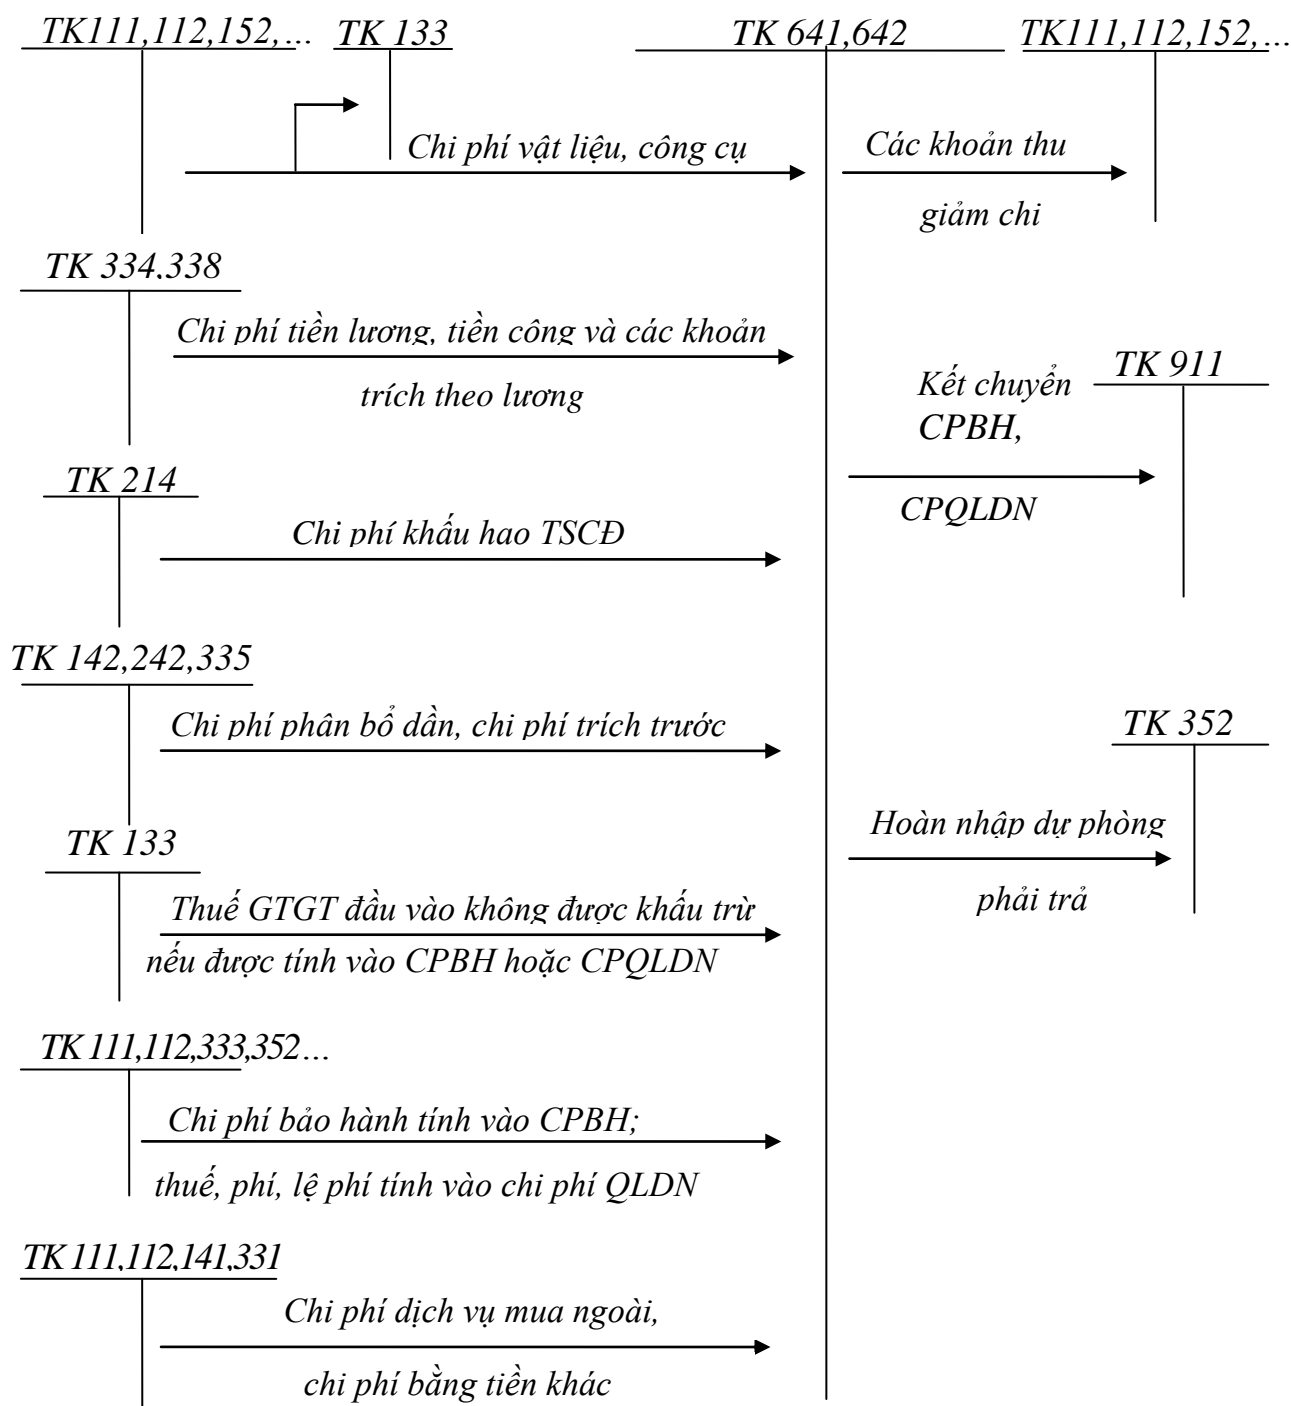 TK111,112,152,... TK 133 TK 641,642 TK111,112,152,...
Chi phí vật liệu, công cụ
Các khoản thu
giảm chi
TK 334,338
Chi phí tiền lương, tiền công và các khoản
trích theo lương
Kết chuyển
CPBH,
CPQLDN
TK 911
TK 214
Chi phí khấu hao TSCĐ
TK 142,242,335
Chi phí phân bổ dần, chi phí trích trước
TK 352
Hoàn nhập dự phòng
phải trả
TK 133
Thuế GTGT đầu vào không được khấu trừ
nếu được tính vào CPBH hoặc CPQLDN
TK 111,112,333,352...
Chi phí bảo hành tính vào CPBH;
thuế, phí, lệ phí tính vào chi phí QLDN
TK 111,112,141,331
Chi phí dịch vụ mua ngoài,
chi phí bằng tiền khác